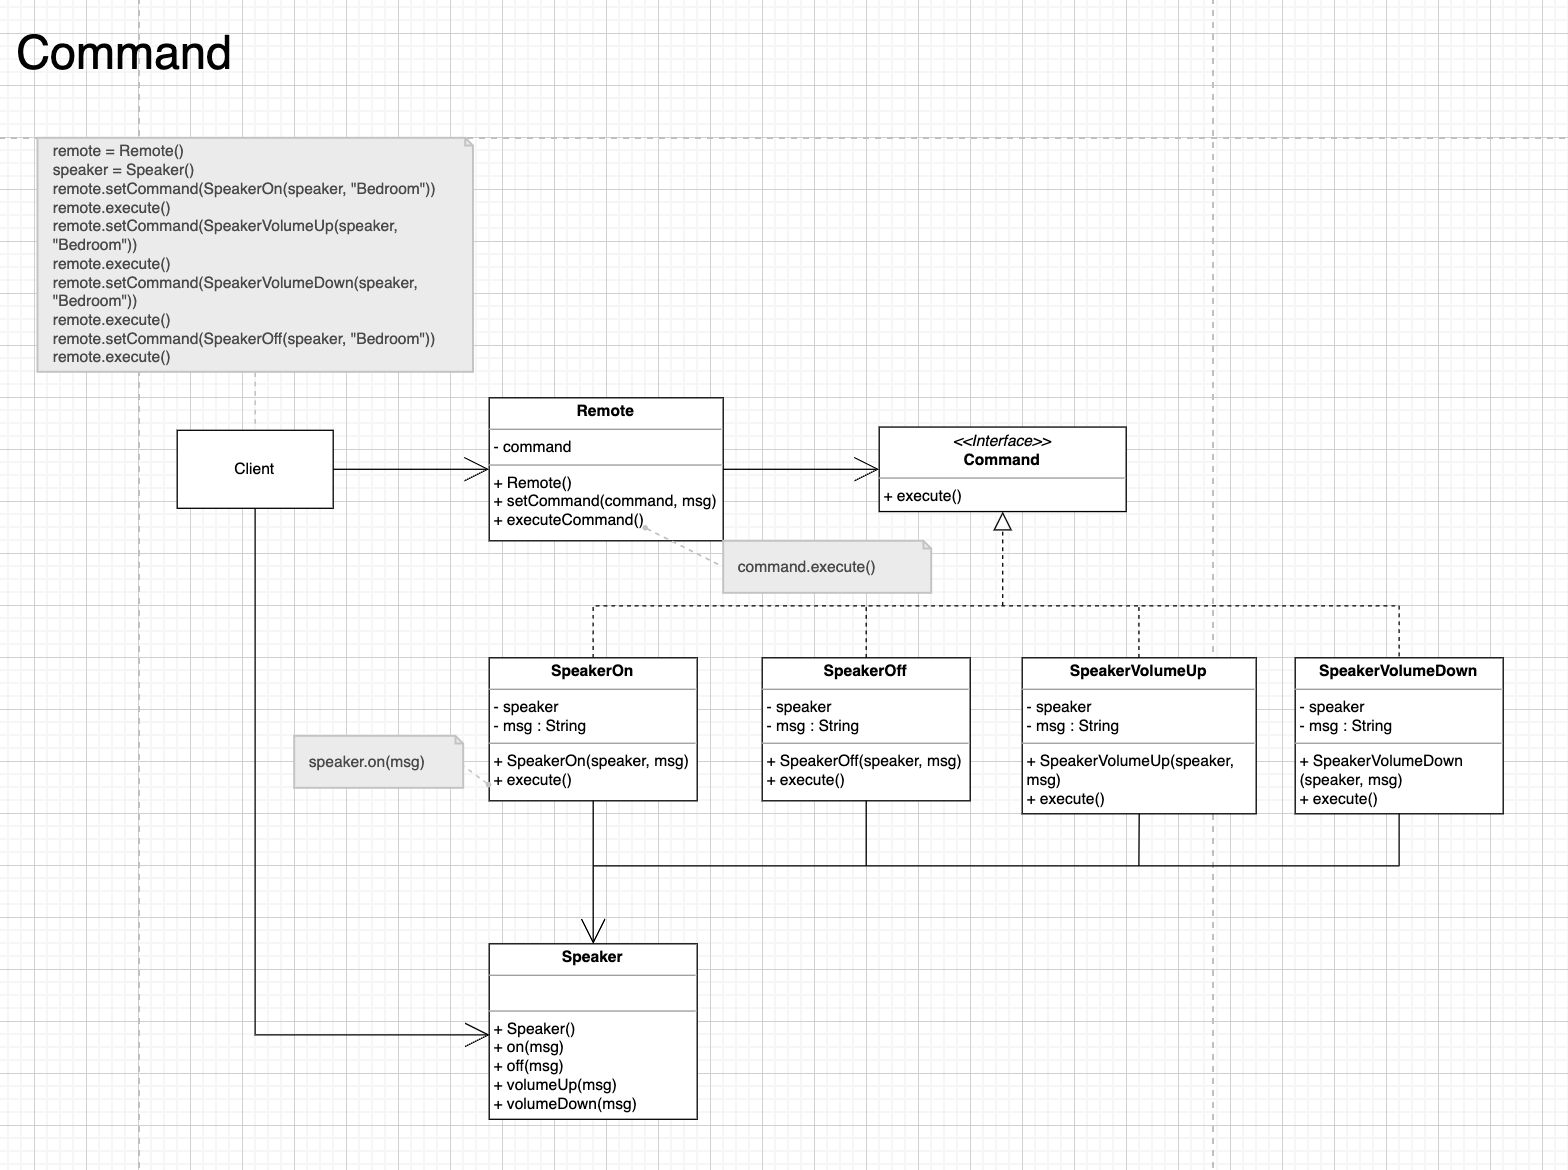 Command
remote = Remote()
speaker = Speaker()
remote.setCommand(SpeakerOn(speaker, "Bedroom"))
remote.execute()
remote.setCommand(SpeakerVolumeUp(speaker,
"Bedroom"))
remote.execute()
remote.setCommand(SpeakerVolumeDown(speaker,
"Bedroom"))
remote.execute()
remote.setCommand(SpeakerOff(speaker, "Bedroom"))
remote.execute()
Client
Remote
- command
+ Remote()
+ setCommand(command, msg)
+ executeCommand()
<<Interface>>
Command
+ execute()
command.execute()
SpeakerOn
- speaker
- msg : String
+ SpeakerOn(speaker, msg)
+ execute()
speaker.on(msg)
SpeakerOff
- speaker
- msg : String
+ SpeakerOff(speaker, msg)
+ execute()
SpeakerVolumeUp
- speaker
- msg : String
+ SpeakerVolumeUp(speaker,
msg)
+ execute()
SpeakerVolumeDown
- speaker
- msg : String
+ SpeakerVolumeDown
(speaker, msg)
+ execute()
Speaker
+ Speaker()
+ on(msg)
+ off(msg)
+ volumeUp(msg)
+ volumeDown(msg)